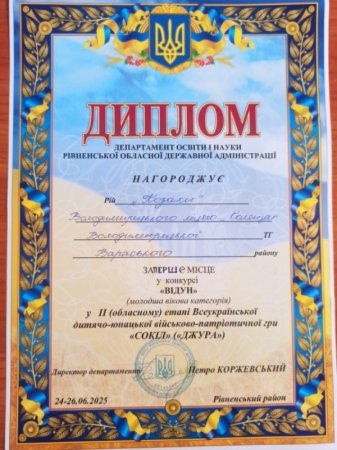 ДИПЛОМ
ДЕПАРТАМЕНТ ОСВІТИ І НАУКИ
РІВНЕНСЬКОЇ ОБЛАСНОЇ ДЕРЖАВНОЇ АДМІНІСТРАЦІЇ
НАГОРОДЖУЄ
Рій „Козаки"
Володимирецького ліцею
Володимирецької ТГ
Вараського району
За ПЕРШЕ МІСЦЕ
у конкурсі
«ВІДУН»
(молодша вікова категорія)
у ІІ (обласному) етапі Всеукраїнської
дитячо-юнацької військово-патріотичної гри
«СОКІЛ» («ДЖУРА»)
Директор департаменту Петро КОРЖЕВСЬКИЙ
24-26.06.2025 Рівненський район